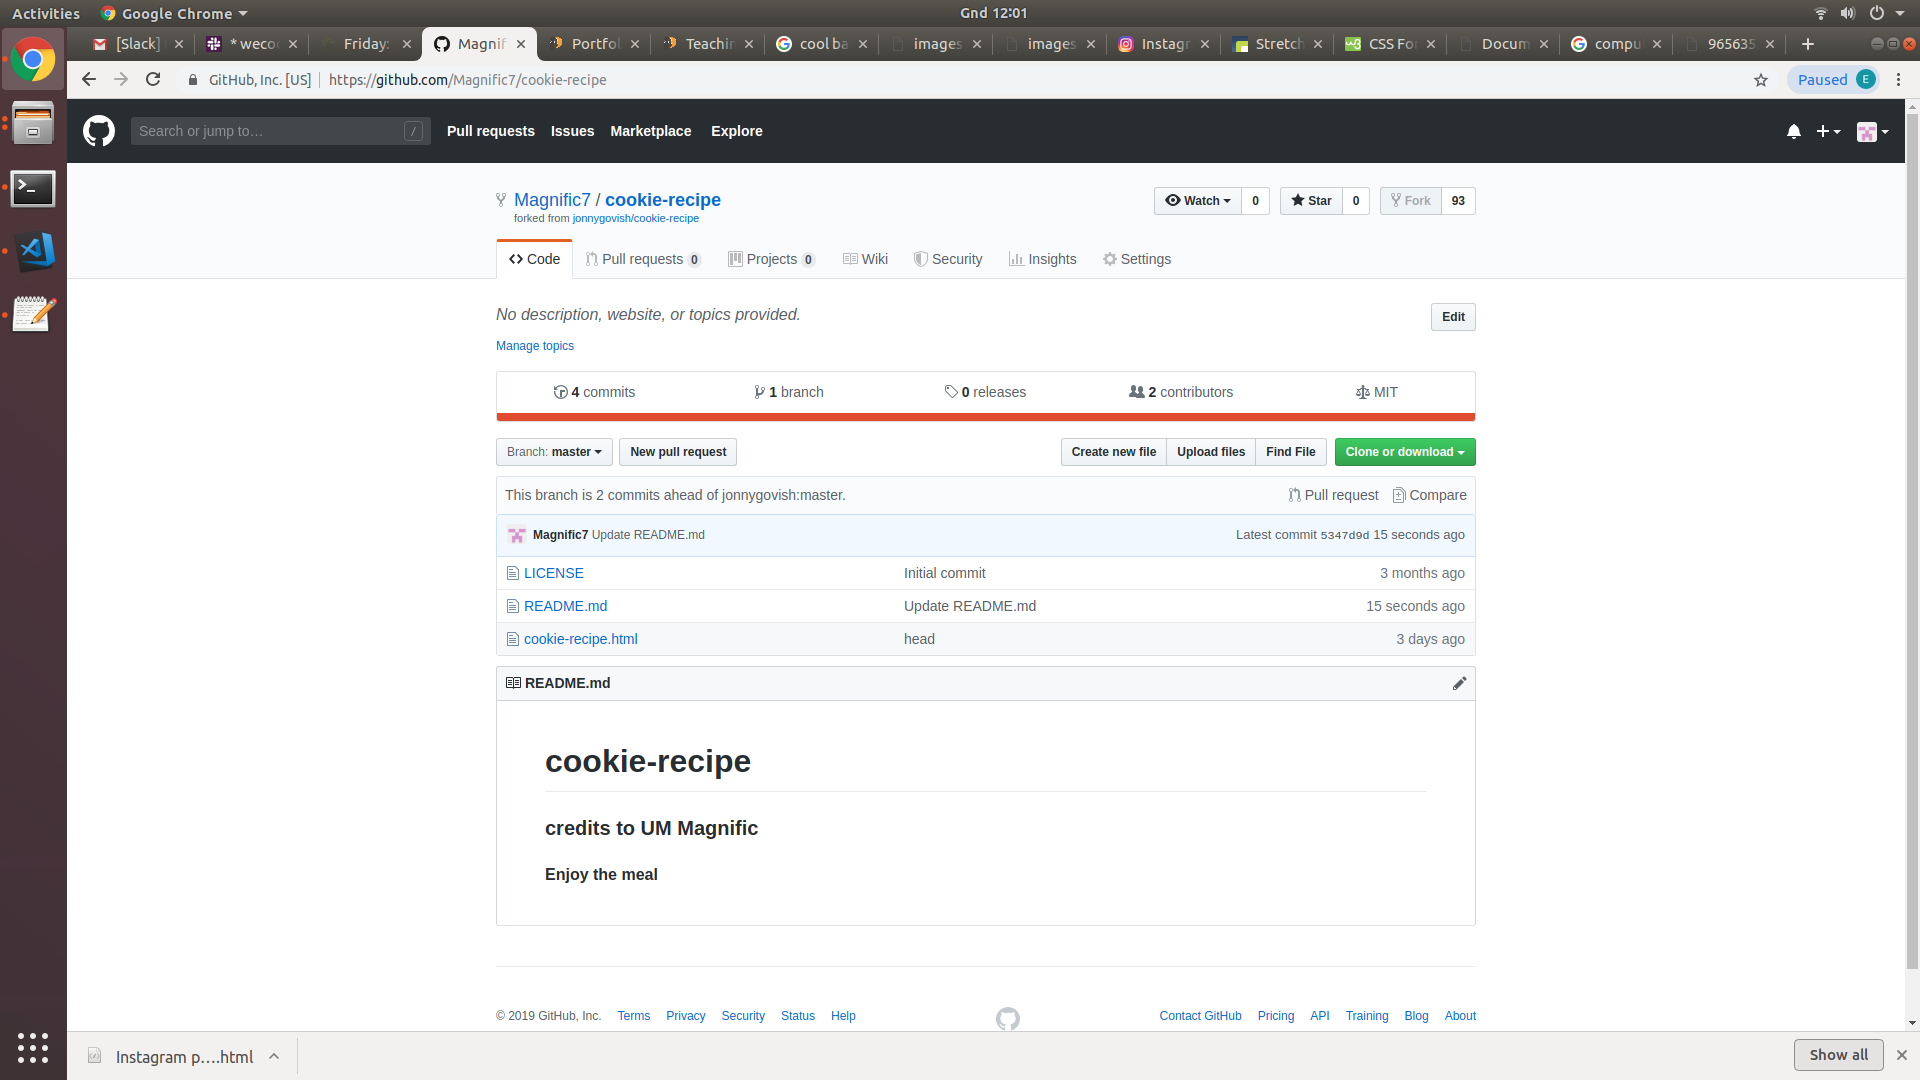 Activities Google Chrome Gnd 12:01
[Slack] * weco Friday: Magnif Portfol Teachin cool ba images images Instagr Stretch CSS For Docum compu 965635
GitHub, Inc. [US] https://github.com/Magnific7/cookie-recipe Paused E
Search or jump to… / Pull requests Issues Marketplace Explore
Magnific7 / cookie-recipe Watch 0 Star 0 Fork 93
forked from jonnygovish/cookie-recipe
Code Pull requests 0 Projects 0 Wiki Security Insights Settings
No description, website, or topics provided. Edit
Manage topics
4 commits 1 branch 0 releases 2 contributors MIT
Branch: master New pull request Create new file Upload files Find File Clone or download
This branch is 2 commits ahead of jonnygovish:master. Pull request Compare
Magnific7 Update README.md Latest commit 5347d9d 15 seconds ago
LICENSE Initial commit 3 months ago
README.md Update README.md 15 seconds ago
cookie-recipe.html head 3 days ago
README.md
cookie-recipe
credits to UM Magnific
Enjoy the meal
© 2019 GitHub, Inc. Terms Privacy Security Status Help Contact GitHub Pricing API Training Blog About
Instagram p....html Show all